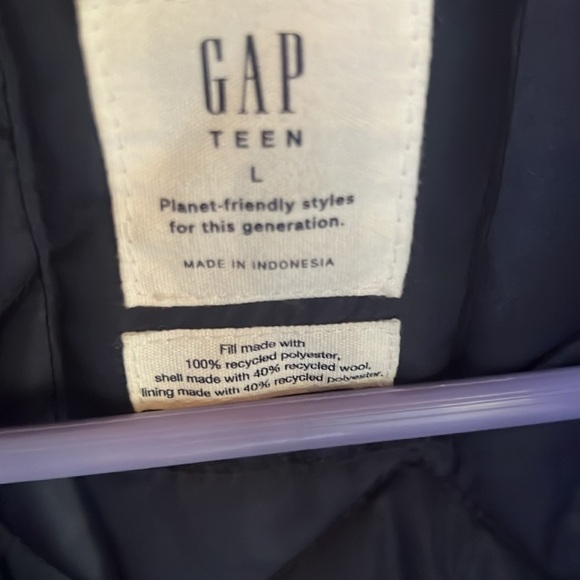 GAP
TEEN
L
Planet-friendly styles
for this generation.
MADE IN INDONESIA
Fill made with
100% recycled polyester,
shell made with 40% recycled wool,
lining made with 40% recycled polyester.